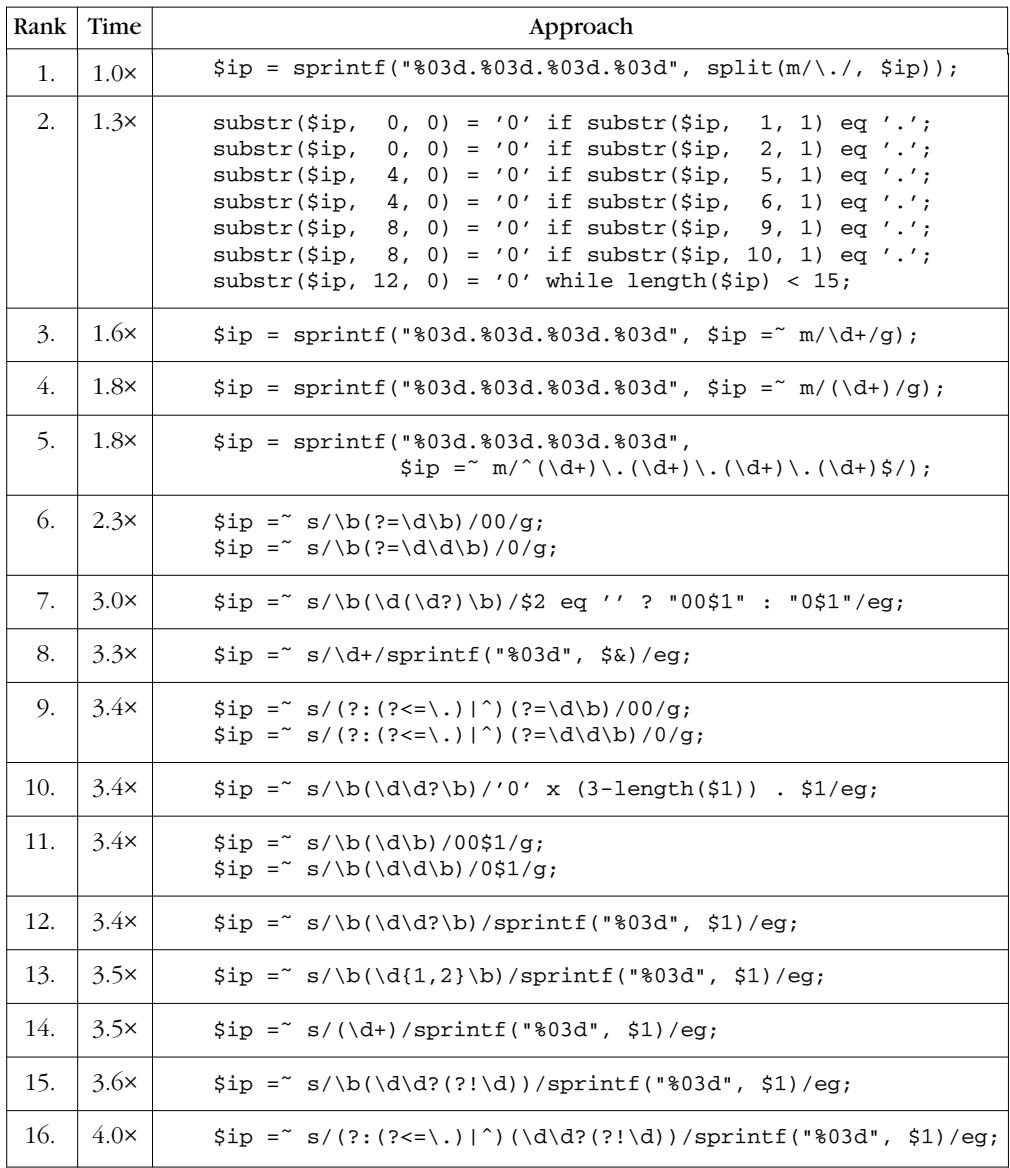 Rank Time Approach
1. 1.0× $ip = sprintf("%03d.%03d.%03d.%03d", split(m/\./, $ip));
2. 1.3× substr($ip,  0, 0) = '0' if substr($ip,  1, 1) eq '.';
substr($ip,  0, 0) = '0' if substr($ip,  2, 1) eq '.';
substr($ip,  4, 0) = '0' if substr($ip,  5, 1) eq '.';
substr($ip,  4, 0) = '0' if substr($ip,  6, 1) eq '.';
substr($ip,  8, 0) = '0' if substr($ip,  9, 1) eq '.';
substr($ip,  8, 0) = '0' if substr($ip, 10, 1) eq '.';
substr($ip, 12, 0) = '0' while length($ip) < 15;
3. 1.6× $ip = sprintf("%03d.%03d.%03d.%03d", $ip =~ m/\d+/g);
4. 1.8× $ip = sprintf("%03d.%03d.%03d.%03d", $ip =~ m/(\d+)/g);
5. 1.8× $ip = sprintf("%03d.%03d.%03d.%03d",
$ip =~ m/^(\d+)\.(\d+)\.(\d+)\.(\d+)$/);
6. 2.3× $ip =~ s/\b(?=\d\b)/00/g;
$ip =~ s/\b(?=\d\d\b)/0/g;
7. 3.0× $ip =~ s/\b(\d(\d?)\b)/$2 eq '' ? "00$1" : "0$1"/eg;
8. 3.3× $ip =~ s/\d+/sprintf("%03d", $&)/eg;
9. 3.4× $ip =~ s/(?:(?<=\.)|^)(?=\d\b)/00/g;
$ip =~ s/(?:(?<=\.)|^)(?=\d\d\b)/0/g;
10. 3.4× $ip =~ s/\b(\d\d?\b)/'0' x (3-length($1)) . $1/eg;
11. 3.4× $ip =~ s/\b(\d\b)/00$1/g;
$ip =~ s/\b(\d\d\b)/0$1/g;
12. 3.4× $ip =~ s/\b(\d\d?\b)/sprintf("%03d", $1)/eg;
13. 3.5× $ip =~ s/\b(\d{1,2}\b)/sprintf("%03d", $1)/eg;
14. 3.5× $ip =~ s/(\d+)/sprintf("%03d", $1)/eg;
15. 3.6× $ip =~ s/\b(\d\d?(?!\d))/sprintf("%03d", $1)/eg;
16. 4.0× $ip =~ s/(?:(?<=\.)|^)(\d\d?(?!\d))/sprintf("%03d", $1)/eg;